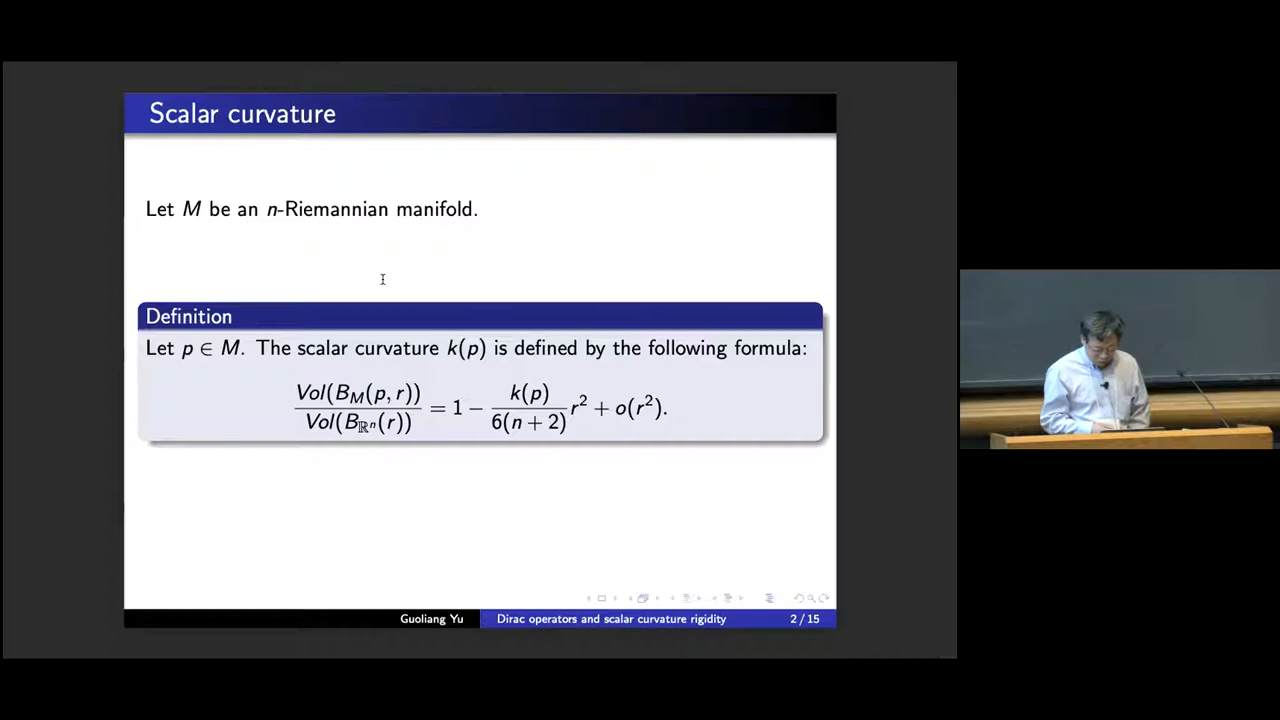 Scalar curvature
Let M be an n-Riemannian manifold.
Definition
Let p ∈ M. The scalar curvature k(p) is defined by the following formula:
Vol(B_M(p, r)) / Vol(B_{ℝ^n}(r)) = 1 − k(p) / 6(n + 2) r² + o(r²).
Guoliang Yu Dirac operators and scalar curvature rigidity 2 / 15